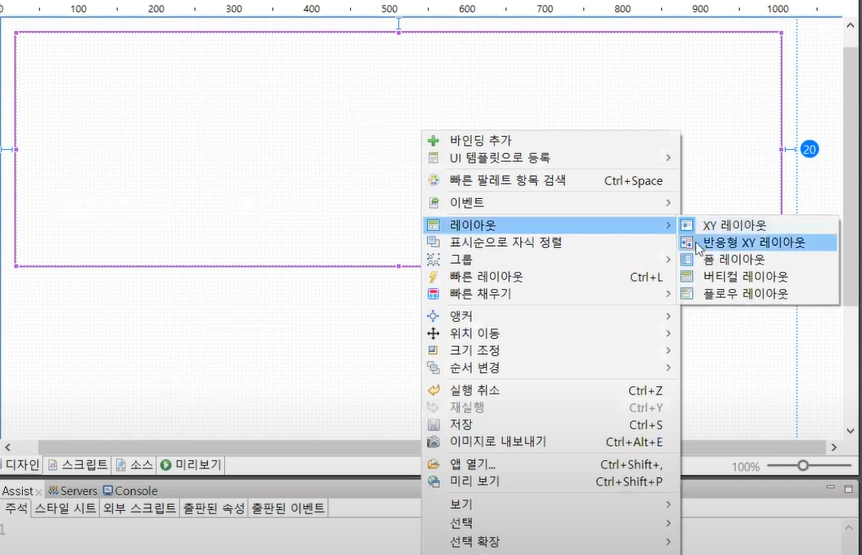 0 100 200 300 400 500 600 700 800 900 1000
20
바인딩 추가
UI 템플릿으로 등록
빠른 팔레트 항목 검색 Ctrl+Space
이벤트
레이아웃
표시순으로 자식 정렬
그룹
빠른 레이아웃 Ctrl+L
빠른 채우기
앵커
위치 이동
크기 조정
순서 변경
실행 취소 Ctrl+Z
재실행 Ctrl+Y
저장 Ctrl+S
이미지로 내보내기 Ctrl+Alt+E
앱 열기... Ctrl+Shift+,
미리 보기 Ctrl+Shift+P
보기
선택
선택 확장
XY 레이아웃
반응형 XY 레이아웃
폼 레이아웃
버티컬 레이아웃
플로우 레이아웃
디자인 스크립트 소스 미리보기
100%
Assist Servers Console
주석 스타일 시트 외부 스크립트 출판된 속성 출판된 이벤트
1